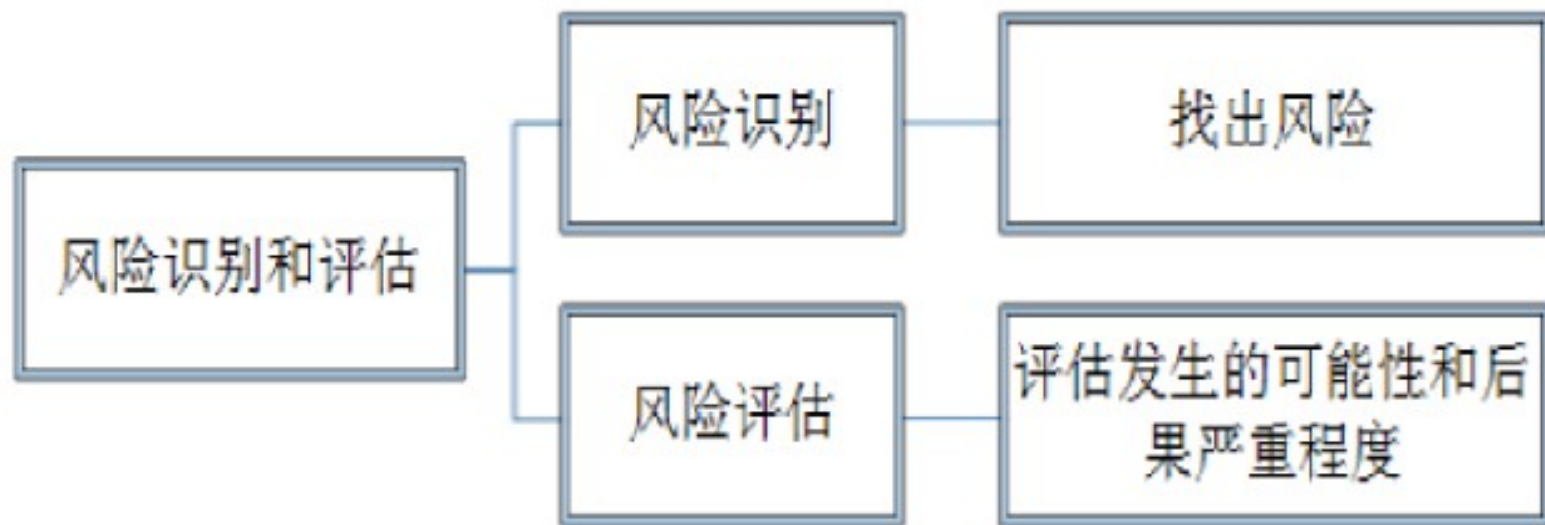 风险识别和评估
风险识别
找出风险
风险评估
评估发生的可能性和后
果严重程度